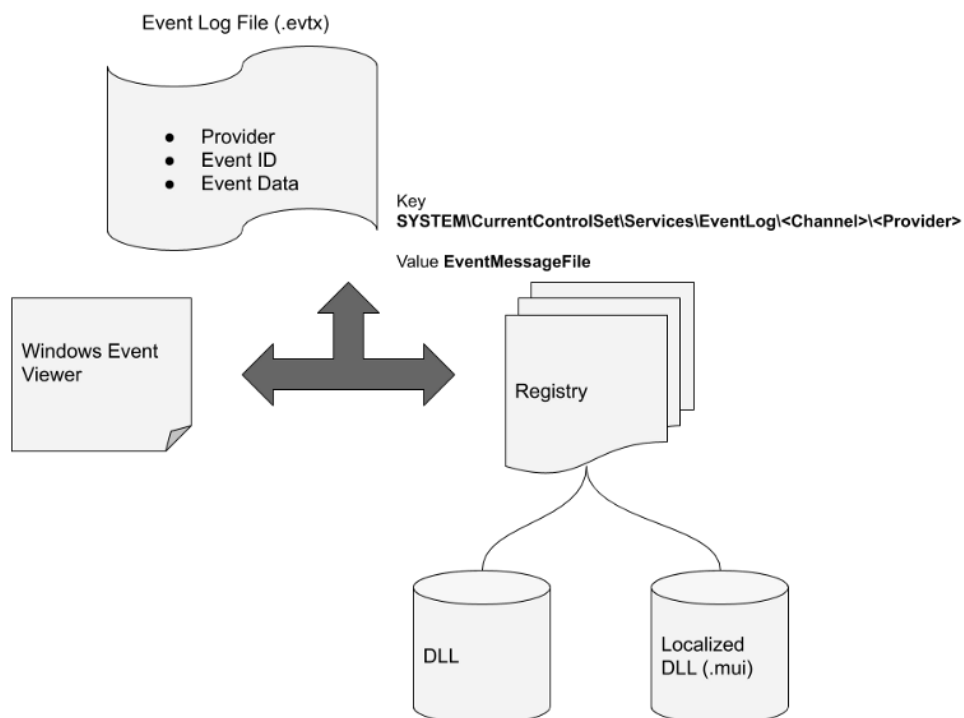 Event Log File (.evtx)
● Provider
● Event ID
● Event Data
Key
SYSTEM\CurrentControlSet\Services\EventLog\<Channel>\<Provider>
Value EventMessageFile
Windows Event
Viewer
Registry
DLL
Localized
DLL (.mui)